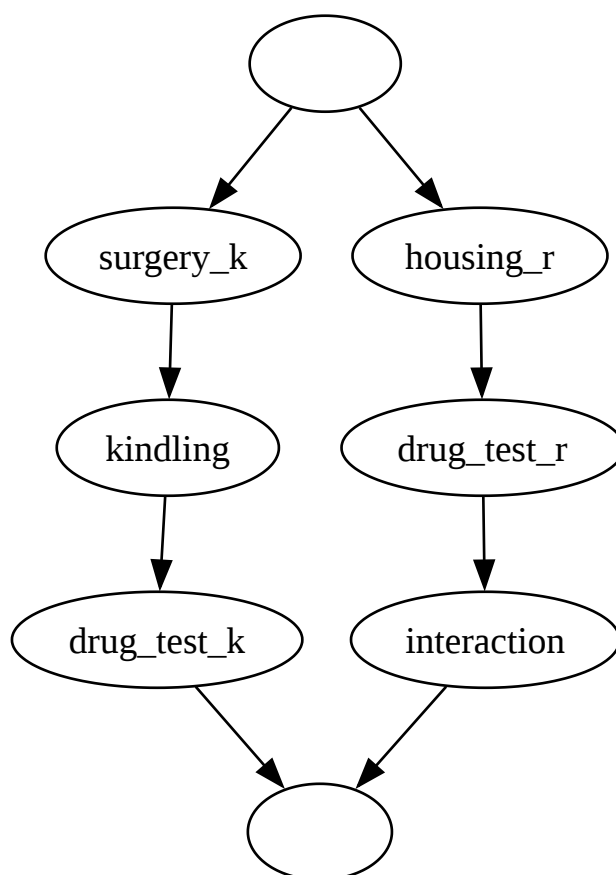 surgery_k
housing_r
kindling
drug_test_r
drug_test_k
interaction